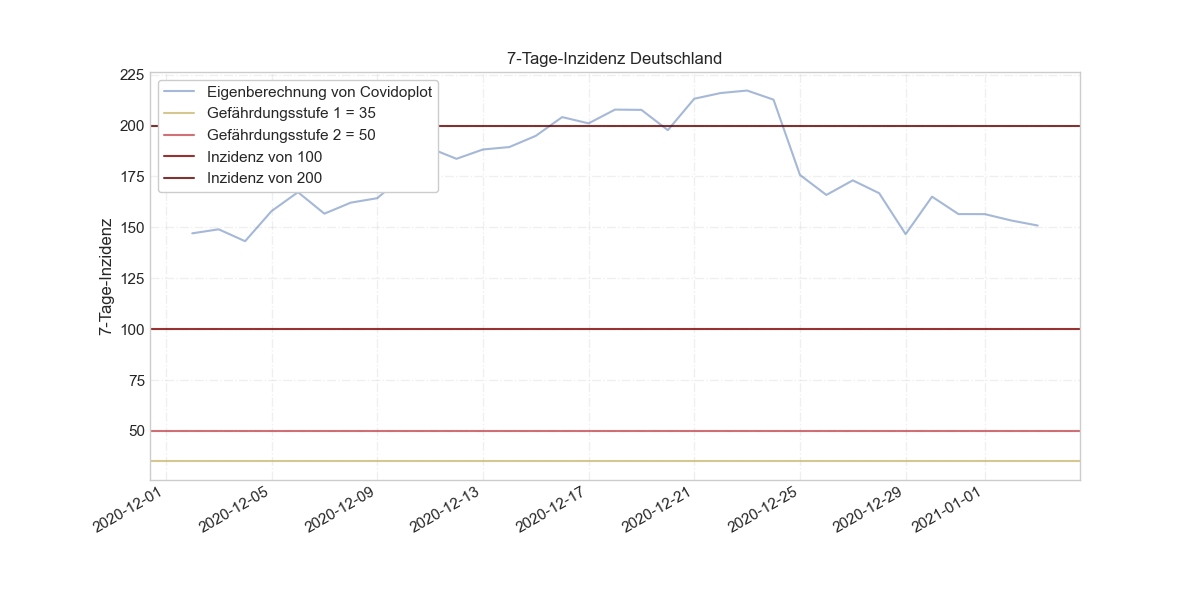 7-Tage-Inzidenz Deutschland
Eigenberechnung von Covidoplot
Gefährdungsstufe 1 = 35
Gefährdungsstufe 2 = 50
Inzidenz von 100
Inzidenz von 200
7-Tage-Inzidenz
225
200
175
150
125
100
75
50
2020-12-01
2020-12-05
2020-12-09
2020-12-13
2020-12-17
2020-12-21
2020-12-25
2020-12-29
2021-01-01